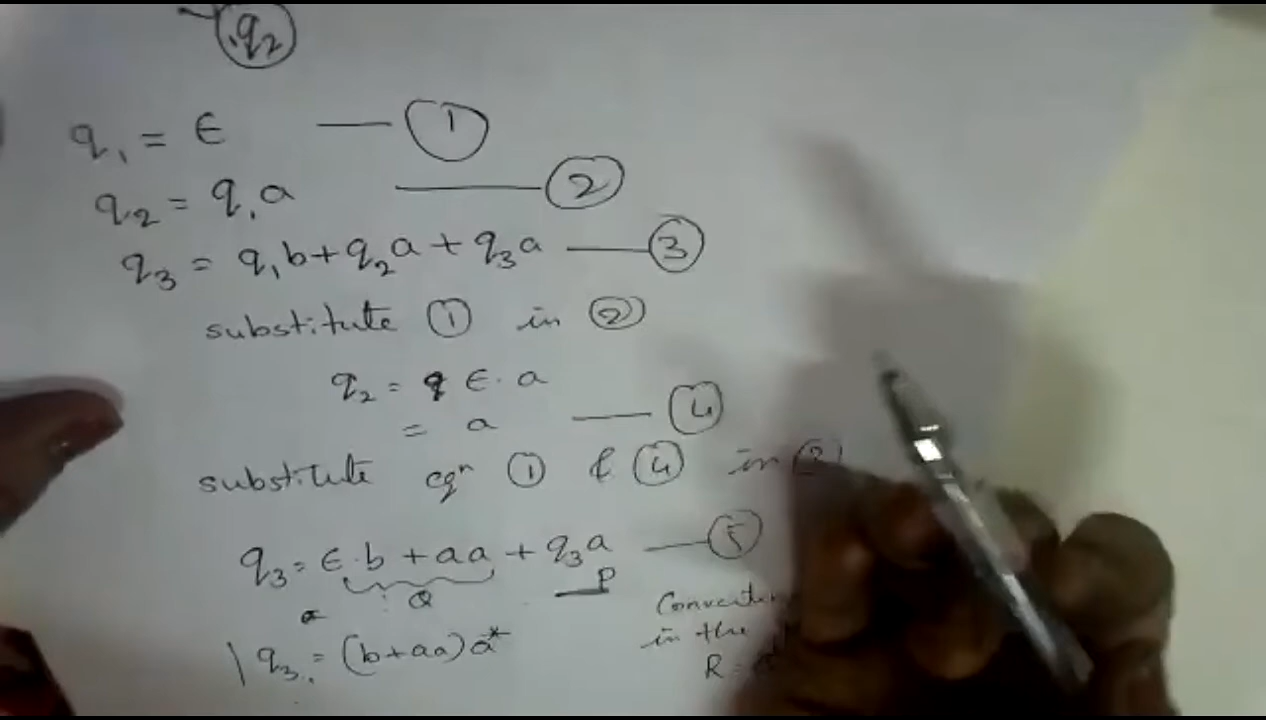 q2
q1 = ε —— ①
q2 = q1a —— ②
q3 = q1b + q2a + q3a —— ③
substitute ① in ②
q2 = ε · a
= a —— ④
substitute eqn ① & ④ in
q3 = ε·b + aa + q3a —— ⑤
Q P
q3 = (b+aa)a*
in the
R =